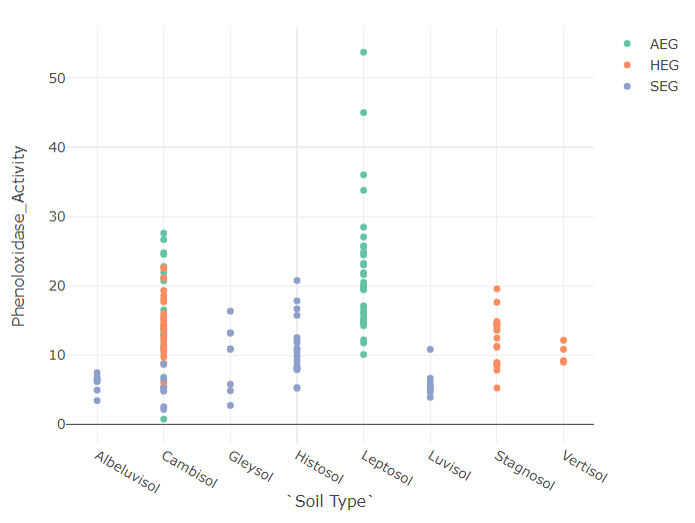 AEG
HEG
SEG
Phenoloxidase_Activity
50
40
30
20
10
0
Albeluvisol
Cambisol
Gleysol
Histosol
Leptosol
Luvisol
Stagnosol
Vertisol
`Soil Type`